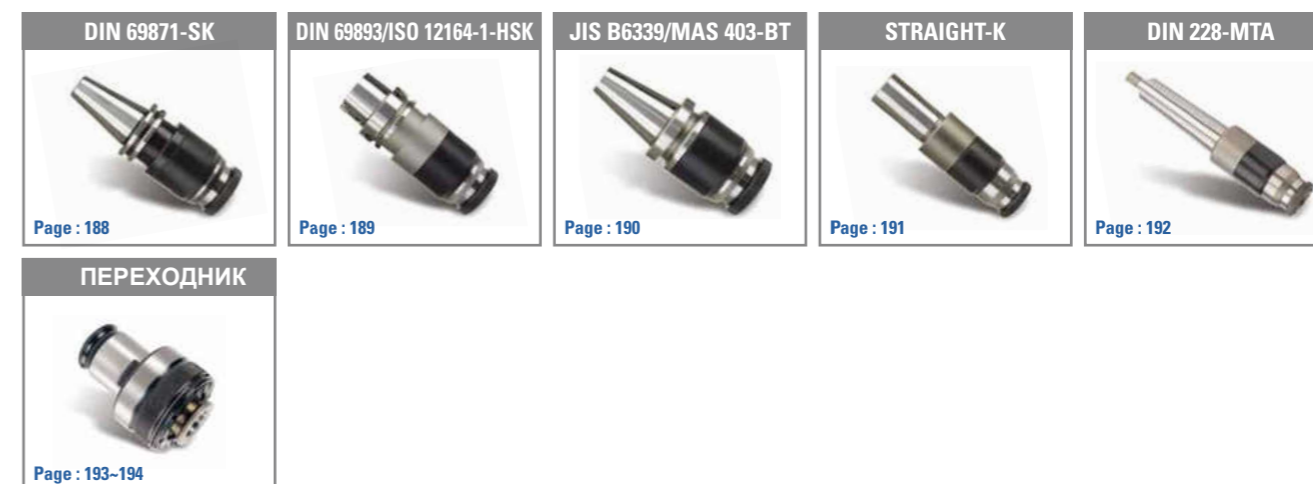 DIN 69871-SK
Page : 188
DIN 69893/ISO 12164-1-HSK
Page : 189
JIS B6339/MAS 403-BT
Page : 190
STRAIGHT-K
Page : 191
DIN 228-MTA
Page : 192
ПЕРЕХОДНИК
Page : 193~194